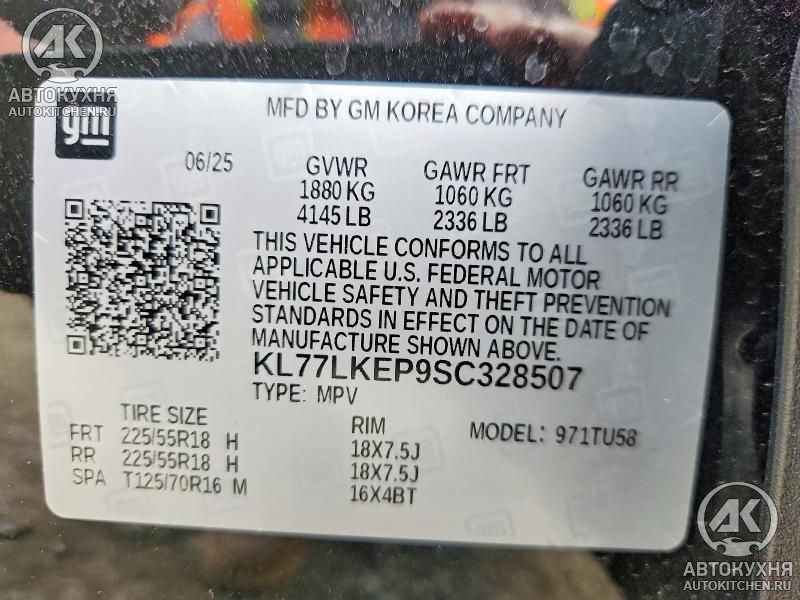 АК
АВТОКУХНЯ
AUTOKITCHEN.RU
gm
MFD BY GM KOREA COMPANY
06/25 GVWR GAWR FRT GAWR RR
1880 KG 1060 KG 1060 KG
4145 LB 2336 LB 2336 LB
THIS VEHICLE CONFORMS TO ALL
APPLICABLE U.S. FEDERAL MOTOR
VEHICLE SAFETY AND THEFT PREVENTION
STANDARDS IN EFFECT ON THE DATE OF
MANUFACTURE SHOWN ABOVE.
KL77LKEP9SC328507
TYPE: MPV
TIRE SIZE RIM MODEL: 971TU58
FRT 225/55R18 H 18X7.5J
RR 225/55R18 H 18X7.5J
SPA T125/70R16 M 16X4BT
АК
АВТОКУХНЯ
AUTOKITCHEN.RU